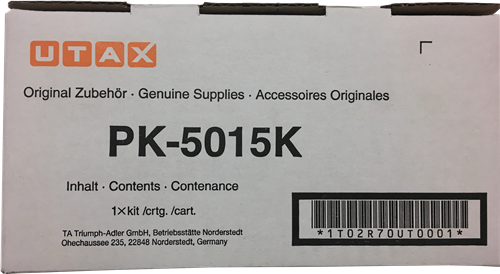 UTAX
Original Zubehör · Genuine Supplies · Accessoires Originales
PK-5015K
Inhalt · Contents · Contenance
1×kit /crtg. /cart.
TA Triumph-Adler GmbH, Betriebsstätte Norderstedt
Ohechaussee 235, 22848 Norderstedt, Germany
*1T02R70UT0001*